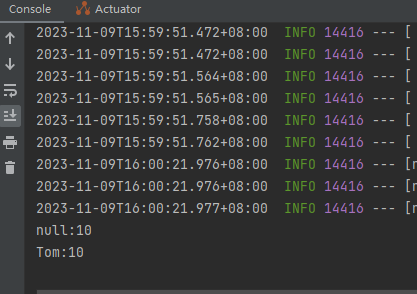 Console Actuator
2023-11-09T15:59:51.472+08:00  INFO 14416 --- [
2023-11-09T15:59:51.472+08:00  INFO 14416 --- [
2023-11-09T15:59:51.564+08:00  INFO 14416 --- [
2023-11-09T15:59:51.565+08:00  INFO 14416 --- [
2023-11-09T15:59:51.758+08:00  INFO 14416 --- [
2023-11-09T15:59:51.762+08:00  INFO 14416 --- [
2023-11-09T16:00:21.976+08:00  INFO 14416 --- [n
2023-11-09T16:00:21.976+08:00  INFO 14416 --- [n
2023-11-09T16:00:21.977+08:00  INFO 14416 --- [n
null:10
Tom:10